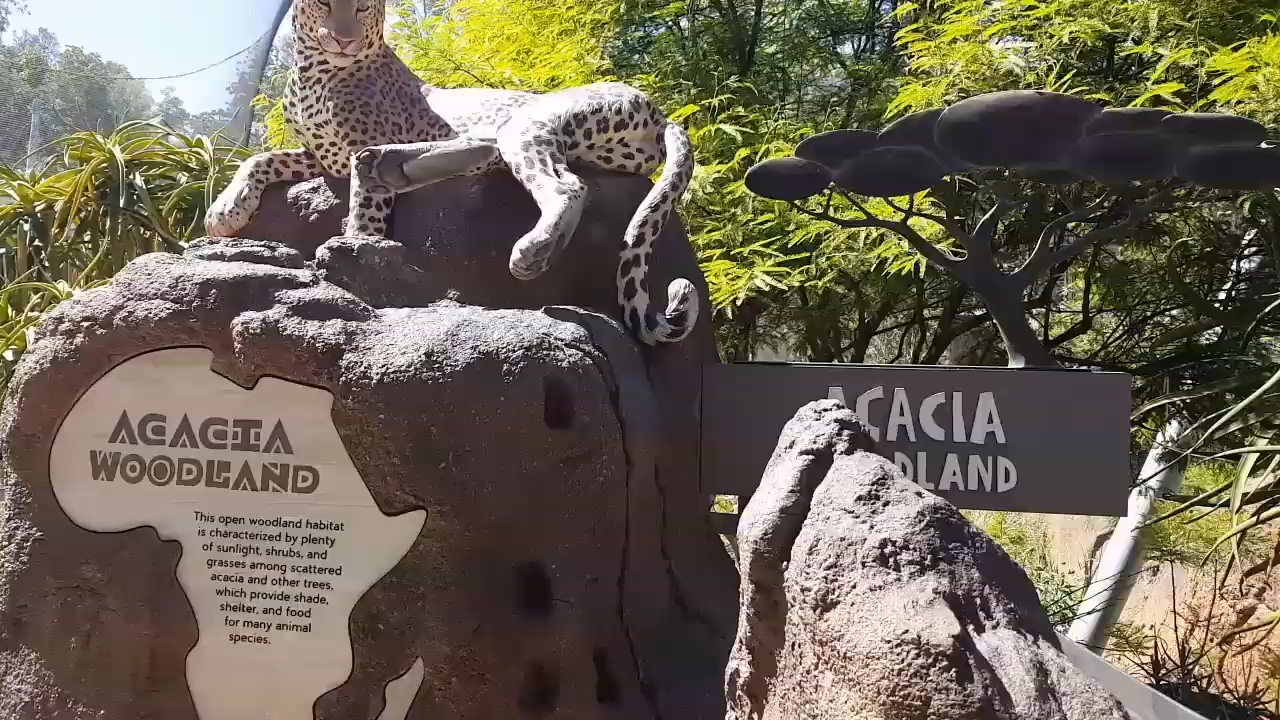 ACACIA
WOODLAND
This open woodland habitat
is characterized by plenty
of sunlight, shrubs, and
grasses among scattered
acacia and other trees,
which provide shade,
shelter, and food
for many animal
species.
ACACIA
DLAND